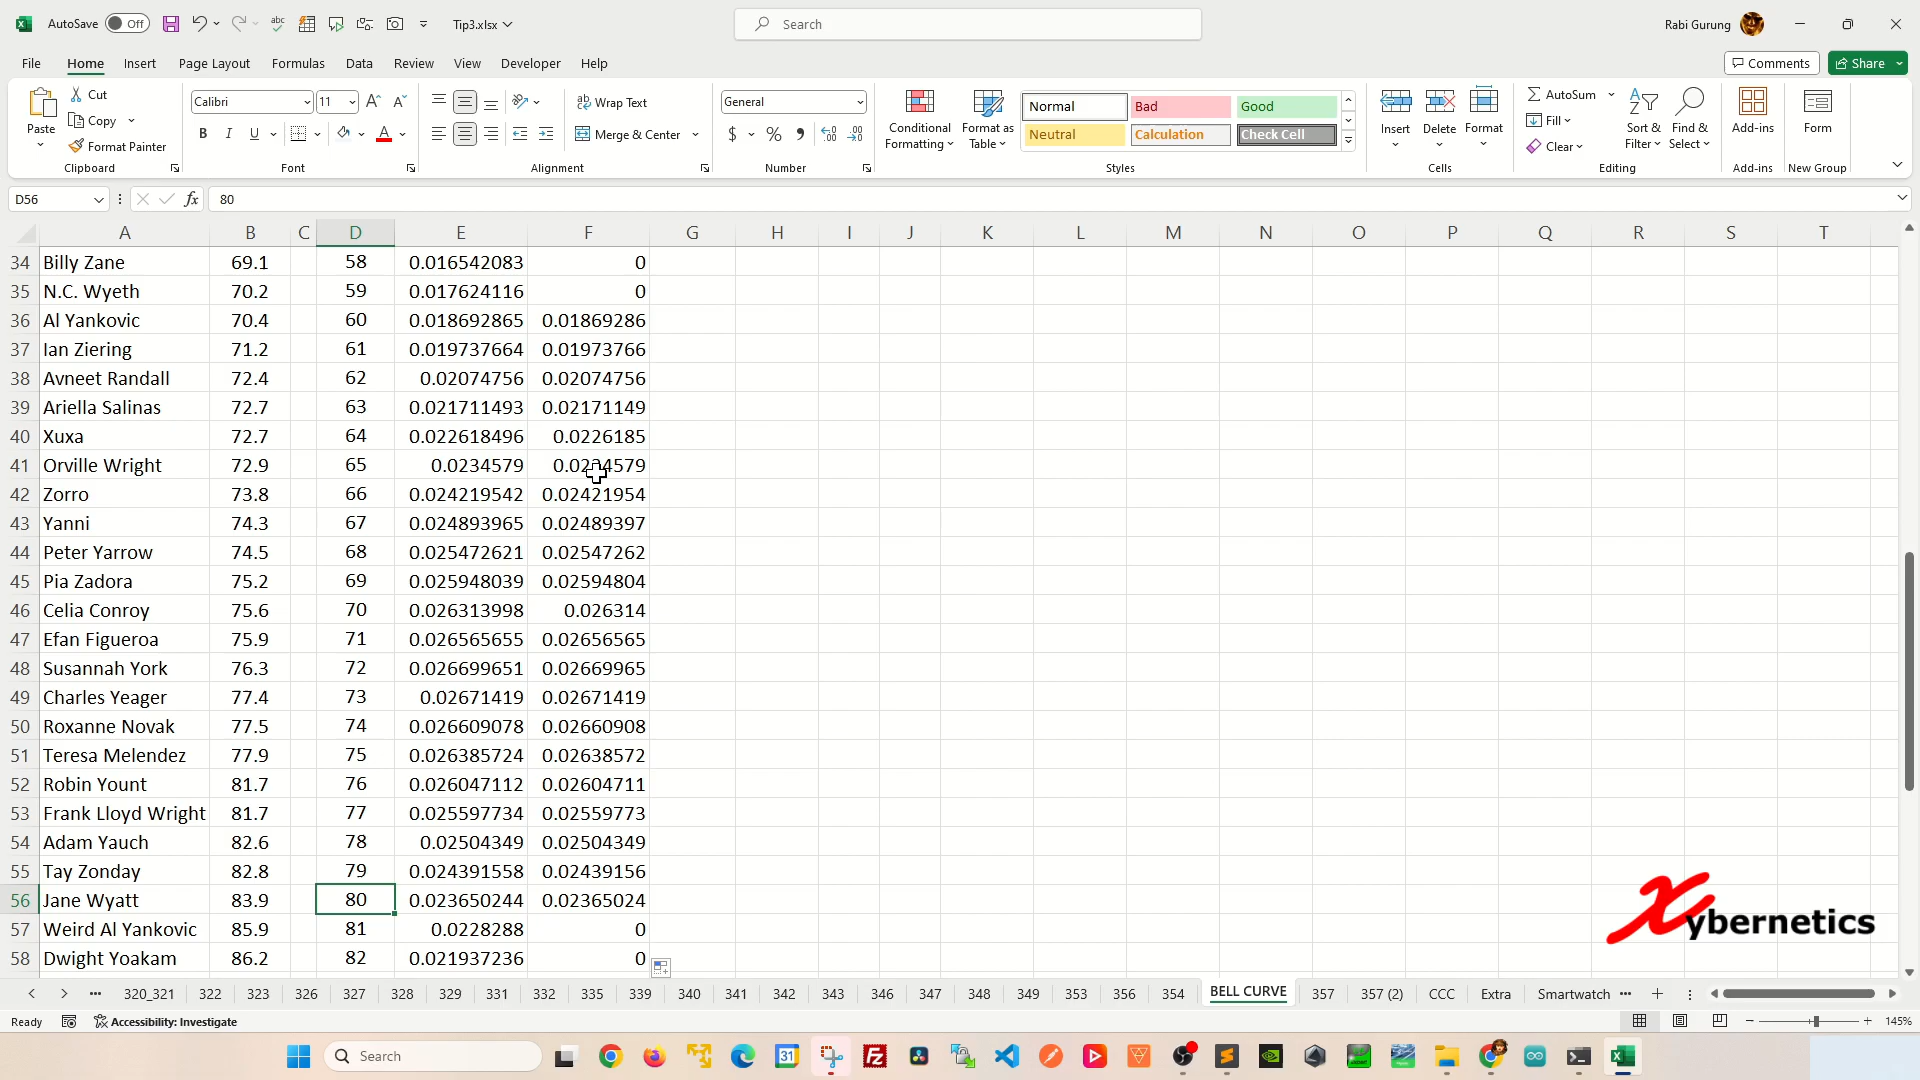 AutoSave Off Tip3.xlsx Search Rabi Gurung
File Home Insert Page Layout Formulas Data Review View Developer Help Comments Share
Paste Cut Copy Format Painter Clipboard
Calibri 11 B I U A Font
Wrap Text Merge & Center Alignment
General $ % , Number
Conditional Formatting Format as Table Normal Bad Good Neutral Calculation Check Cell Styles
Insert Delete Format Cells
AutoSum Fill Clear Sort & Filter Find & Select Editing
Add-ins Add-ins
Form New Group
D56 fx 80
A B C D E F G H I J K L M N O P Q R S T
34 Billy Zane 69.1 58 0.016542083 0
35 N.C. Wyeth 70.2 59 0.017624116 0
36 Al Yankovic 70.4 60 0.018692865 0.01869286
37 Ian Ziering 71.2 61 0.019737664 0.01973766
38 Avneet Randall 72.4 62 0.02074756 0.02074756
39 Ariella Salinas 72.7 63 0.021711493 0.02171149
40 Xuxa 72.7 64 0.022618496 0.0226185
41 Orville Wright 72.9 65 0.0234579 0.0234579
42 Zorro 73.8 66 0.024219542 0.02421954
43 Yanni 74.3 67 0.024893965 0.02489397
44 Peter Yarrow 74.5 68 0.025472621 0.02547262
45 Pia Zadora 75.2 69 0.025948039 0.02594804
46 Celia Conroy 75.6 70 0.026313998 0.026314
47 Efan Figueroa 75.9 71 0.026565655 0.02656565
48 Susannah York 76.3 72 0.026699651 0.02669965
49 Charles Yeager 77.4 73 0.02671419 0.02671419
50 Roxanne Novak 77.5 74 0.026609078 0.02660908
51 Teresa Melendez 77.9 75 0.026385724 0.02638572
52 Robin Yount 81.7 76 0.026047112 0.02604711
53 Frank Lloyd Wright 81.7 77 0.025597734 0.02559773
54 Adam Yauch 82.6 78 0.02504349 0.02504349
55 Tay Zonday 82.8 79 0.024391558 0.02439156
56 Jane Wyatt 83.9 80 0.023650244 0.02365024
57 Weird Al Yankovic 85.9 81 0.0228288 0
58 Dwight Yoakam 86.2 82 0.021937236 0
Xybernetics
320_321 322 323 326 327 328 329 331 332 335 339 340 341 342 343 346 347 348 349 353 356 354 BELL CURVE 357 357 (2) CCC Extra Smartwatch
Ready Accessibility: Investigate 145%
Search